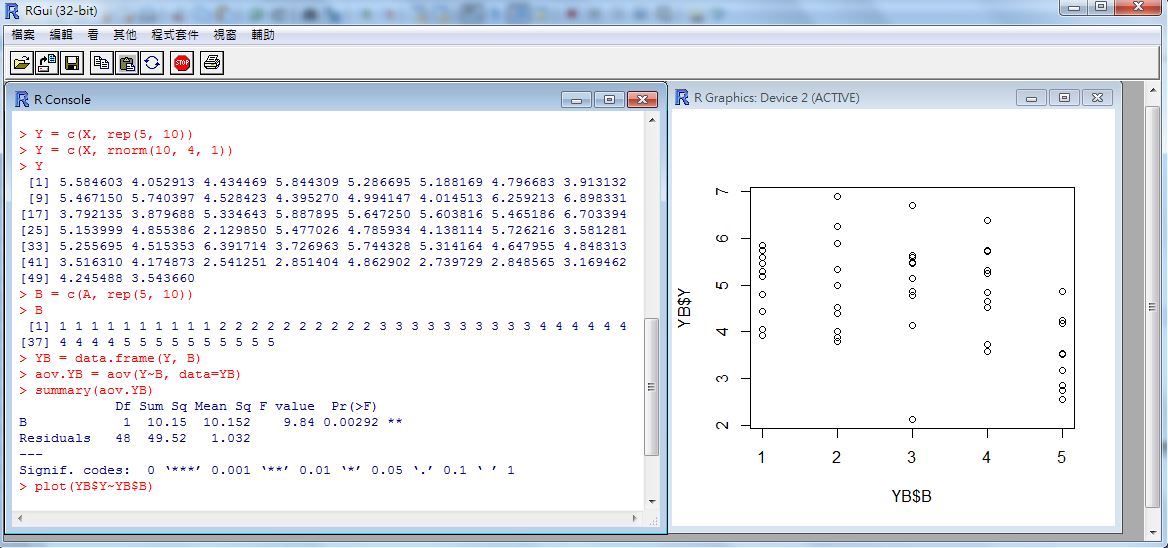 RGui (32-bit)
檔案 編輯 看 其他 程式套件 視窗 輔助
STOP
R Console
> Y = c(X, rep(5, 10))
> Y = c(X, rnorm(10, 4, 1))
> Y
[1] 5.584603 4.052913 4.434469 5.844309 5.286695 5.188169 4.796683 3.913132
[9] 5.467150 5.740397 4.528423 4.395270 4.994147 4.014513 6.259213 6.898331
[17] 3.792135 3.879688 5.334643 5.887895 5.647250 5.603816 5.465186 6.703394
[25] 5.153999 4.855386 2.129850 5.477026 4.785934 4.138114 5.726216 3.581281
[33] 5.255695 4.515353 6.391714 3.726963 5.744328 5.314164 4.647955 4.848313
[41] 3.516310 4.174873 2.541251 2.851404 4.862902 2.739729 2.848565 3.169462
[49] 4.245488 3.543660
> B = c(A, rep(5, 10))
> B
[1] 1 1 1 1 1 1 1 1 1 1 2 2 2 2 2 2 2 2 2 2 3 3 3 3 3 3 3 3 3 3 4 4 4 4 4 4
[37] 4 4 4 4 5 5 5 5 5 5 5 5 5 5
> YB = data.frame(Y, B)
> aov.YB = aov(Y~B, data=YB)
> summary(aov.YB)
Df Sum Sq Mean Sq F value Pr(>F)
B 1 10.15 10.152 9.84 0.00292 **
Residuals 48 49.52 1.032
---
Signif. codes: 0 ‘***’ 0.001 ‘**’ 0.01 ‘*’ 0.05 ‘.’ 0.1 ‘ ’ 1
> plot(YB$Y~YB$B)
R Graphics: Device 2 (ACTIVE)
YB$Y
7
6
5
4
3
2
1 2 3 4 5
YB$B